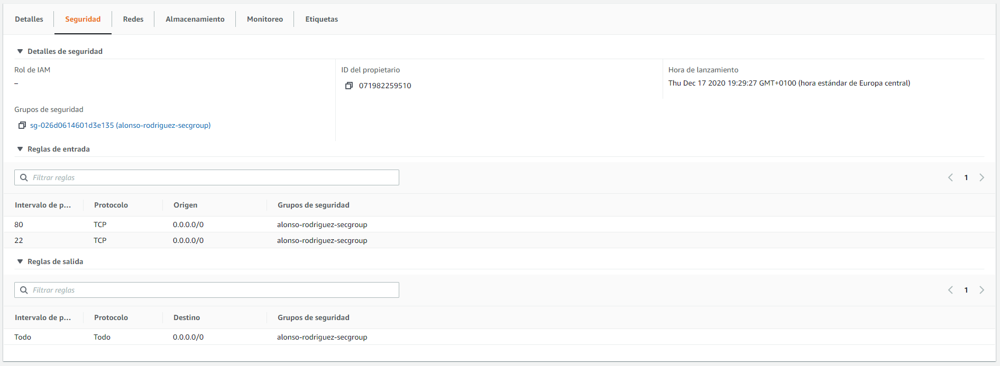 Detalles Seguridad Redes Almacenamiento Monitoreo Etiquetas
Detalles de seguridad
Rol de IAM
–
ID del propietario
071982259510
Hora de lanzamiento
Thu Dec 17 2020 19:29:27 GMT+0100 (hora estándar de Europa central)
Grupos de seguridad
sg-026d0614601d3e135 (alonso-rodriguez-secgroup)
Reglas de entrada
Filtrar reglas
1
Intervalo de p... Protocolo Origen Grupos de seguridad
80 TCP 0.0.0.0/0 alonso-rodriguez-secgroup
22 TCP 0.0.0.0/0 alonso-rodriguez-secgroup
Reglas de salida
Filtrar reglas
1
Intervalo de p... Protocolo Destino Grupos de seguridad
Todo Todo 0.0.0.0/0 alonso-rodriguez-secgroup